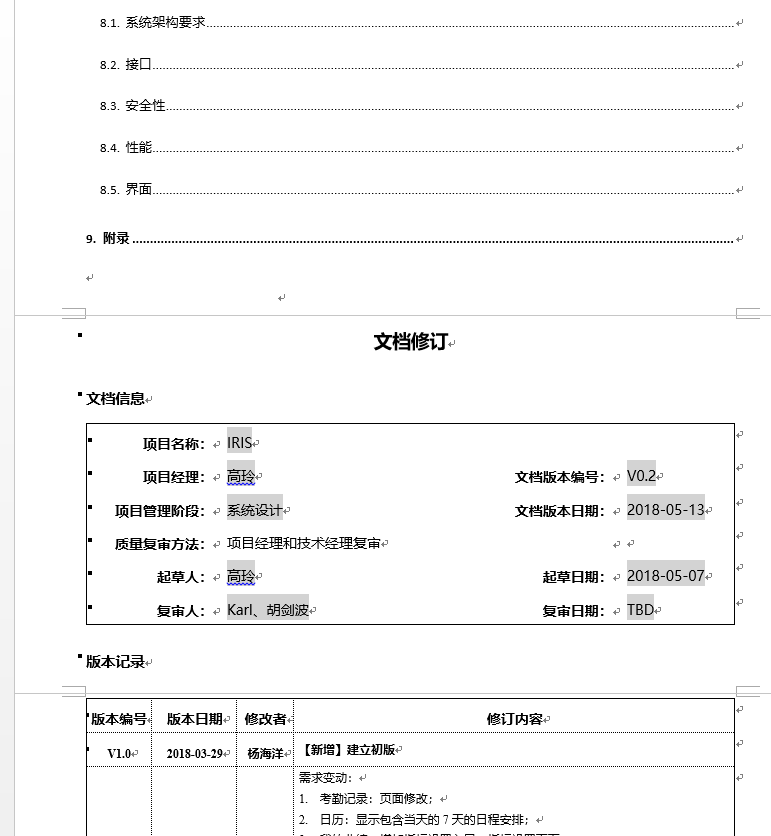 8.1. 系统架构要求
8.2. 接口
8.3. 安全性
8.4. 性能
8.5. 界面
9. 附录
文档修订
文档信息
项目名称： IRIS
项目经理： 高玲 文档版本编号： V0.2
项目管理阶段： 系统设计 文档版本日期： 2018-05-13
质量复审方法： 项目经理和技术经理复审
起草人： 高玲 起草日期： 2018-05-07
复审人： Karl、胡剑波 复审日期： TBD
版本记录
版本编号 版本日期 修改者 修订内容
V1.0 2018-03-29 杨海洋 【新增】建立初版
需求变动：
1. 考勤记录：页面修改；
2. 日历：显示包含当天的 7 天的日程安排；